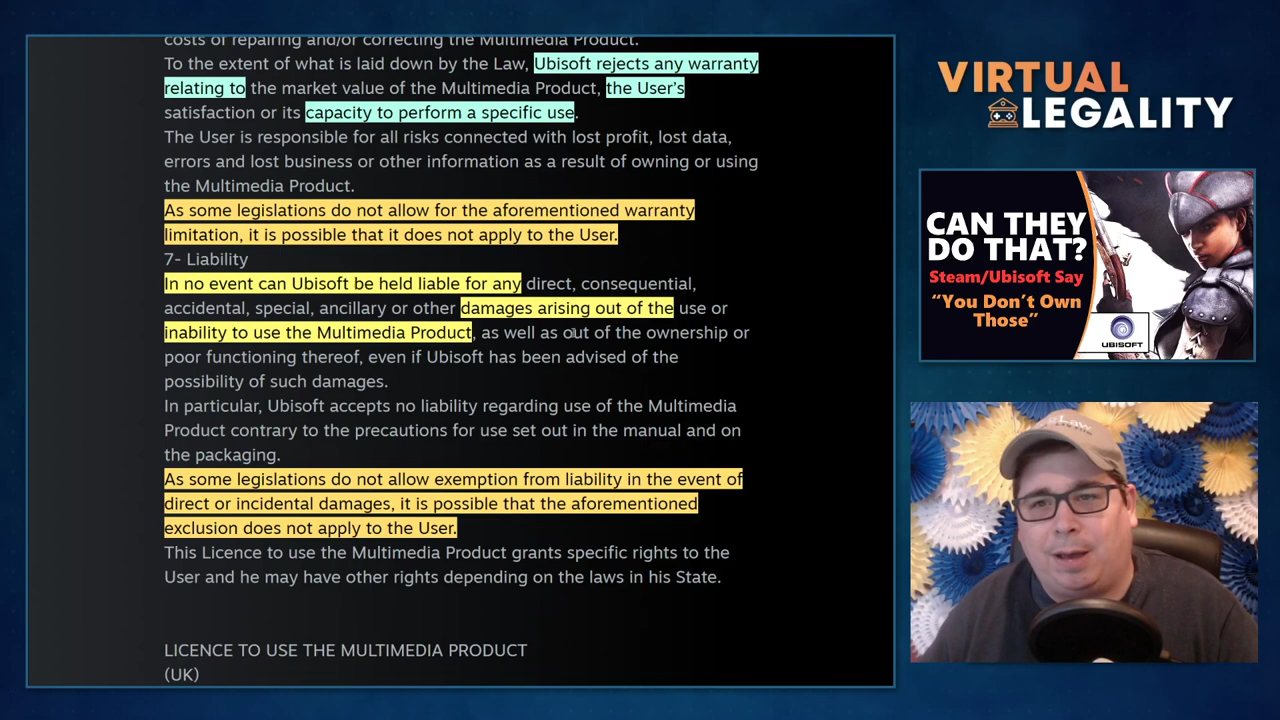 costs of repairing and/or correcting the Multimedia Product.
To the extent of what is laid down by the Law, Ubisoft rejects any warranty
relating to the market value of the Multimedia Product, the User's
satisfaction or its capacity to perform a specific use.
The User is responsible for all risks connected with lost profit, lost data,
errors and lost business or other information as a result of owning or using
the Multimedia Product.
As some legislations do not allow for the aforementioned warranty
limitation, it is possible that it does not apply to the User.
7- Liability
In no event can Ubisoft be held liable for any direct, consequential,
accidental, special, ancillary or other damages arising out of the use or
inability to use the Multimedia Product, as well as out of the ownership or
poor functioning thereof, even if Ubisoft has been advised of the
possibility of such damages.
In particular, Ubisoft accepts no liability regarding use of the Multimedia
Product contrary to the precautions for use set out in the manual and on
the packaging.
As some legislations do not allow exemption from liability in the event of
direct or incidental damages, it is possible that the aforementioned
exclusion does not apply to the User.
This Licence to use the Multimedia Product grants specific rights to the
User and he may have other rights depending on the laws in his State.
LICENCE TO USE THE MULTIMEDIA PRODUCT
(UK)
VIRTUAL
LEGALITY
CAN THEY
DO THAT?
Steam/Ubisoft Say
“You Don’t Own
Those”
UBISOFT